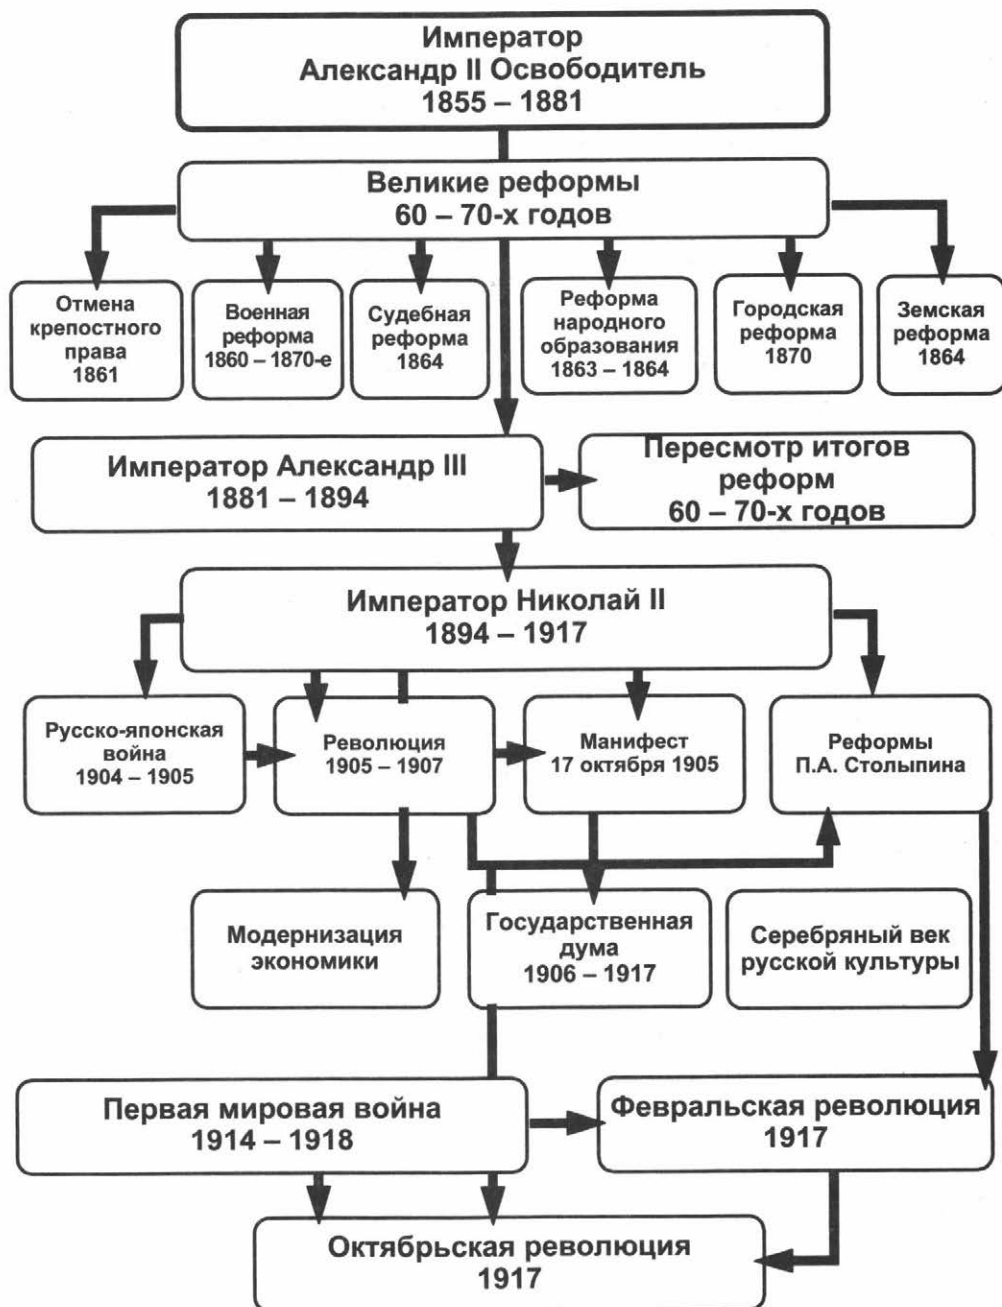 Император
Александр II Освободитель
1855 – 1881
Великие реформы
60 – 70-х годов
Отмена
крепостного
права
1861
Военная
реформа
1860 – 1870-е
Судебная
реформа
1864
Реформа
народного
образования
1863 – 1864
Городская
реформа
1870
Земская
реформа
1864
Император Александр III
1881 – 1894
Пересмотр итогов
реформ
60 – 70-х годов
Император Николай II
1894 – 1917
Русско-японская
война
1904 – 1905
Революция
1905 – 1907
Манифест
17 октября 1905
Реформы
П.А. Столыпина
Модернизация
экономики
Государственная
дума
1906 – 1917
Серебряный век
русской культуры
Первая мировая война
1914 – 1918
Февральская революция
1917
Октябрьская революция
1917